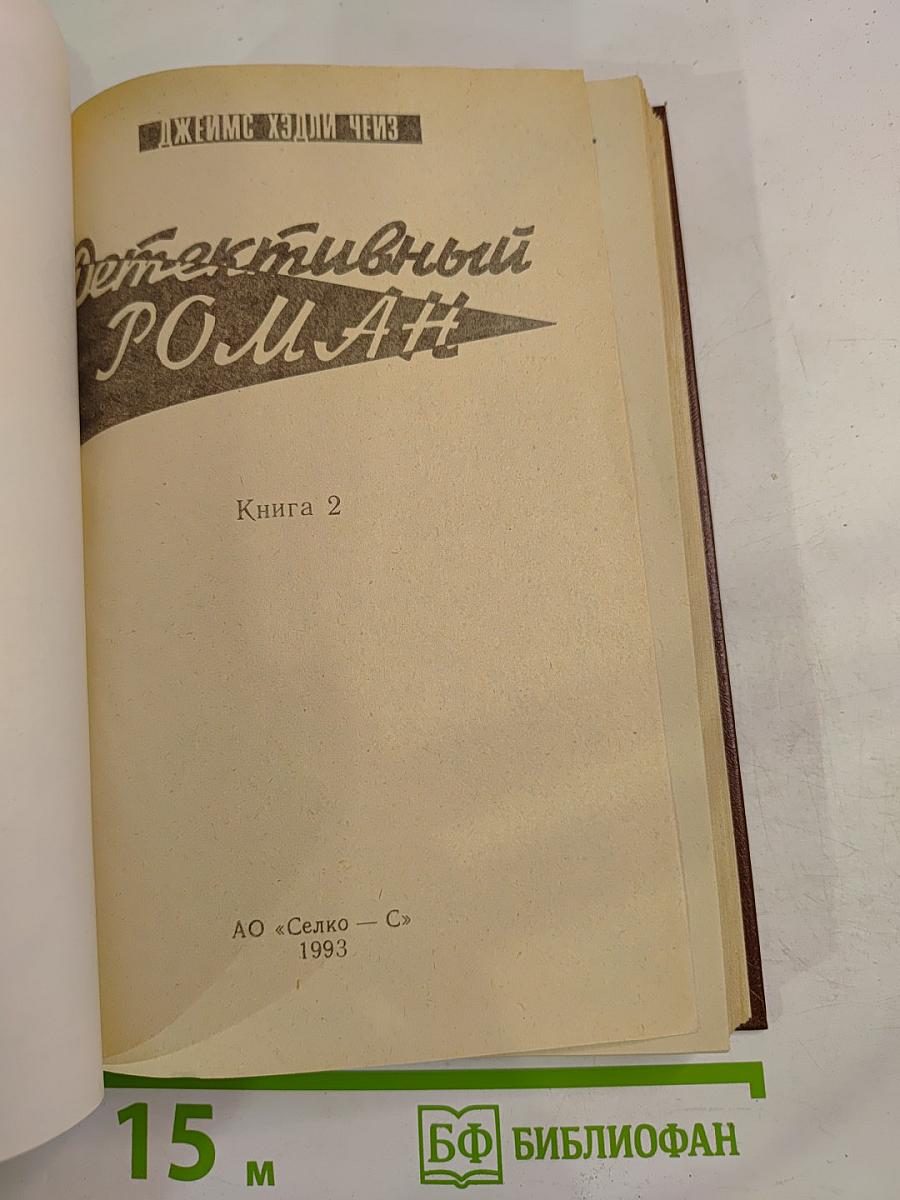 ДЖЕЙМС ХЭДЛИ ЧЕЙЗ
Детективный
РОМАН
Книга 2
АО «Селко — С»
1993
15 м
БФ БИБЛИОФАН